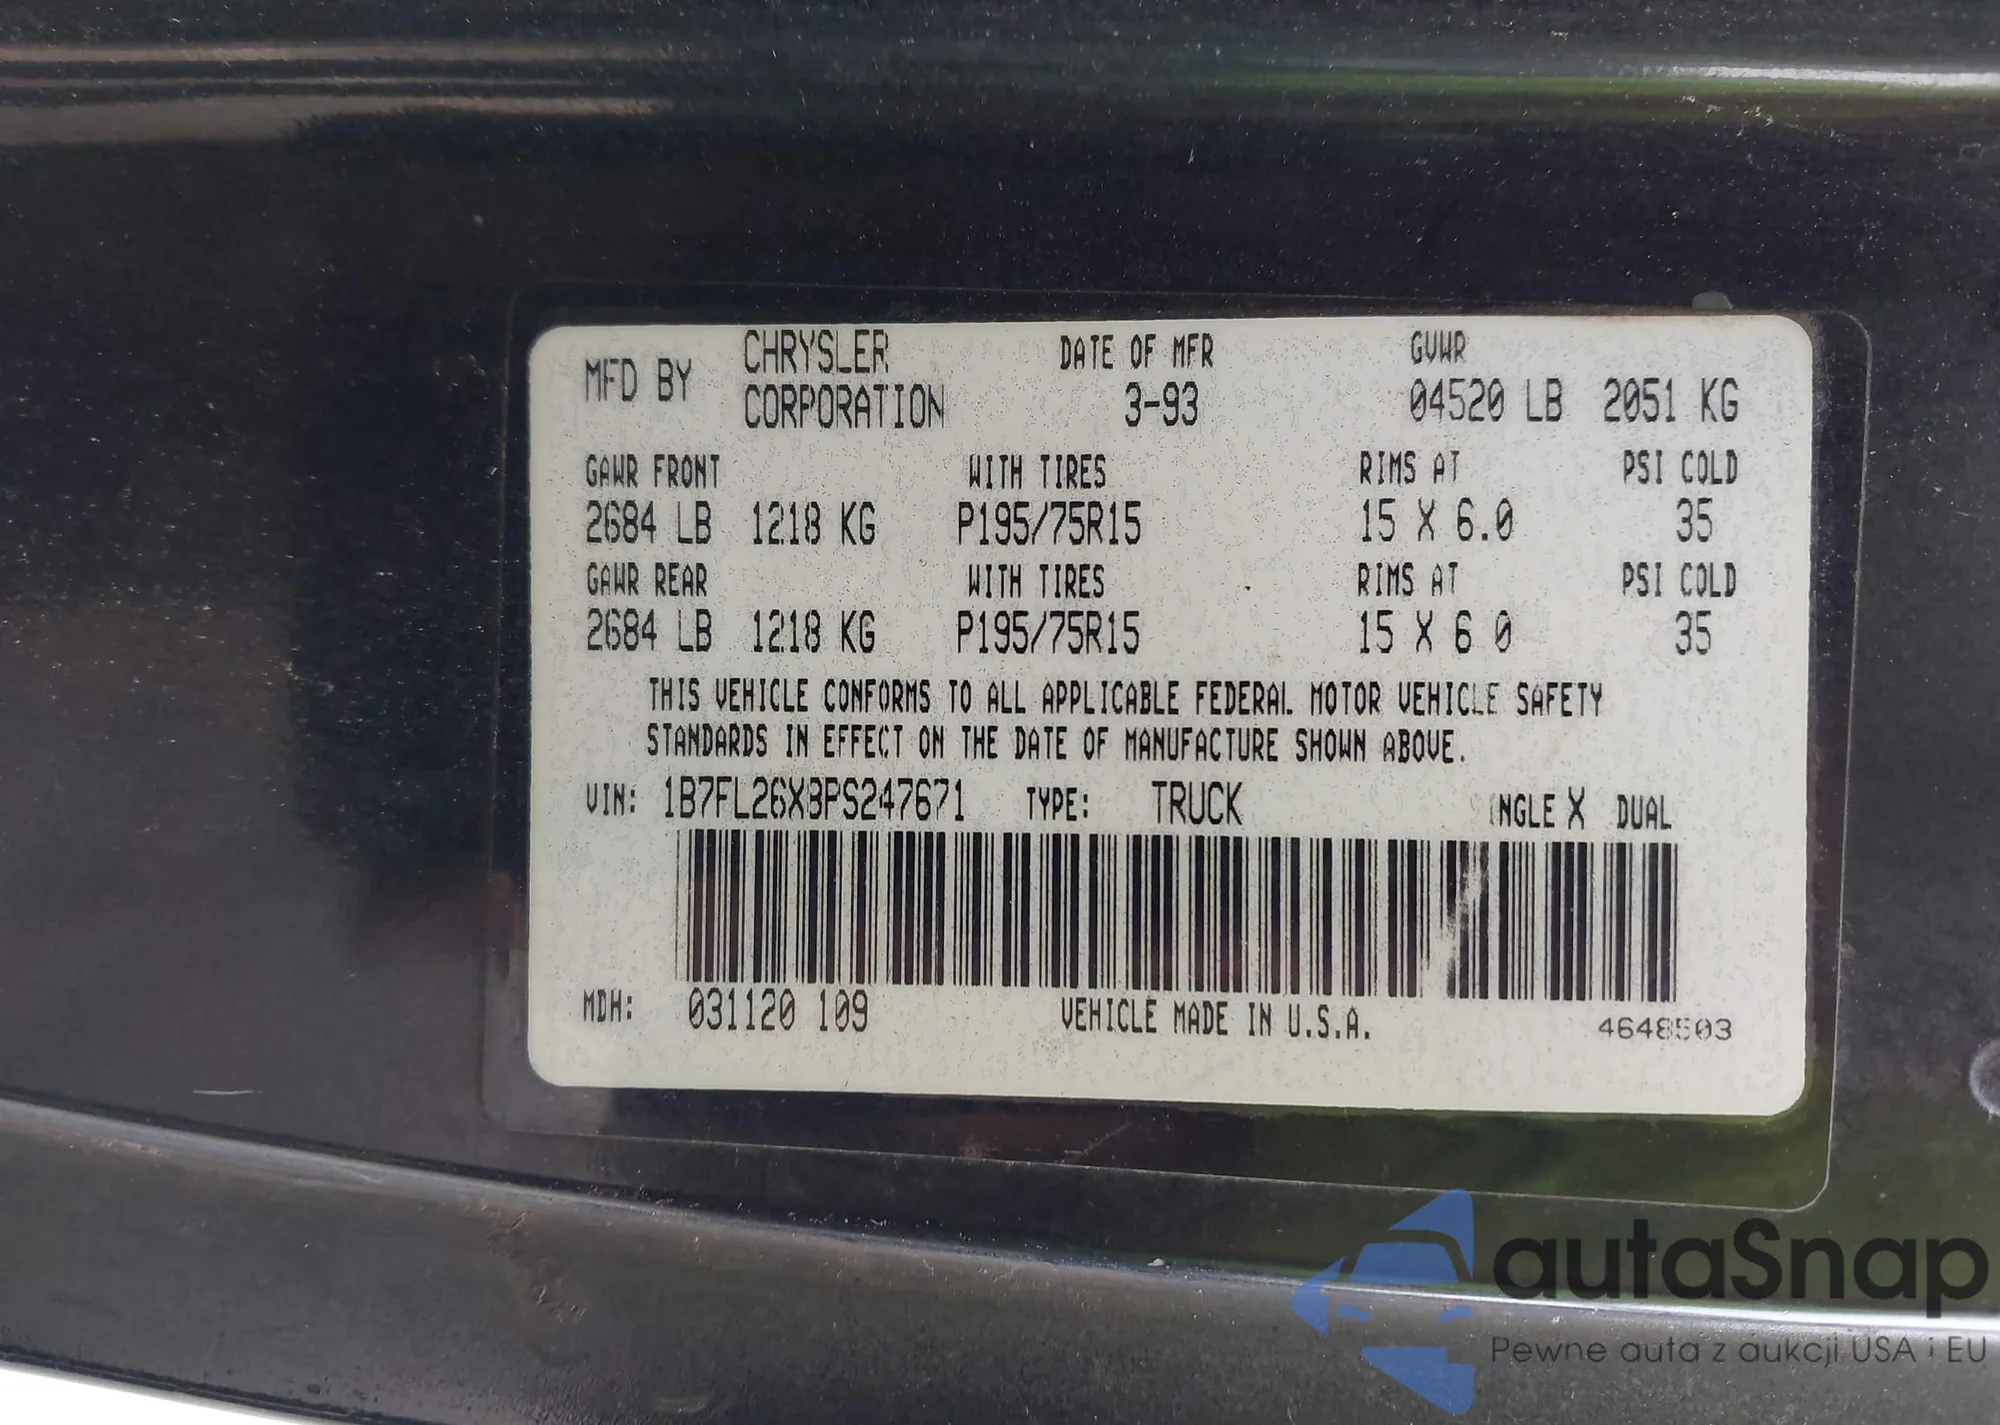 MFD BY CHRYSLER CORPORATION
DATE OF MFR 3-93
GVWR 04520 LB 2051 KG
GAWR FRONT WITH TIRES RIMS AT PSI COLD
2684 LB 1218 KG P195/75R15 15 X 6.0 35
GAWR REAR WITH TIRES RIMS AT PSI COLD
2684 LB 1218 KG P195/75R15 15 X 6 0 35
THIS VEHICLE CONFORMS TO ALL APPLICABLE FEDERAL MOTOR VEHICLE SAFETY
STANDARDS IN EFFECT ON THE DATE OF MANUFACTURE SHOWN ABOVE.
VIN: 1B7FL26X8PS247671 TYPE: TRUCK INGLE X DUAL
MDH: 031120 109 VEHICLE MADE IN U.S.A. 4648503
autaSnap
Pewne auta z aukcji USA i EU